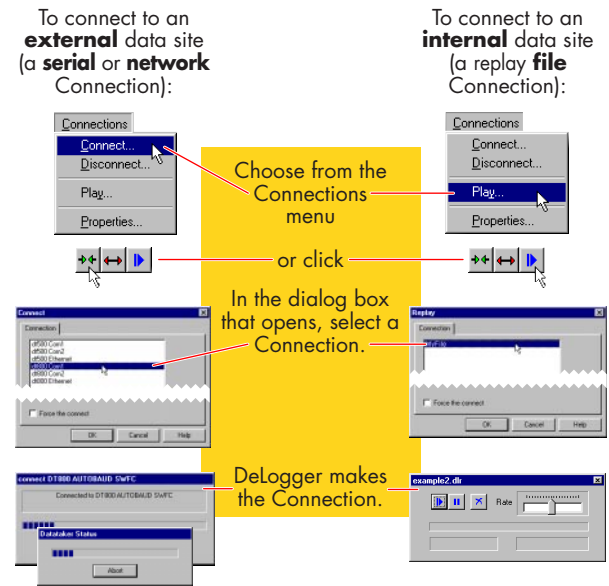 To connect to an
external data site
(a serial or network
Connection):
Connections
Connect...
Disconnect...
Play...
Properties...
To connect to an
internal data site
(a replay file
Connection):
Connections
Connect...
Disconnect...
Play...
Properties...
Choose from the
Connections
menu
or click
In the dialog box
that opens, select a
Connection.
Connect
Connection
dt500 Com1
dt500 Com2
dt500 Ethernet
dt800 Com1
dt800 Com2
dt800 Ethernet
Force the connect
OK Cancel Help
Replay
Connection
Force the connect
OK Cancel Help
DeLogger makes
the Connection.
connect DT800 AUTOBAUD SWFC
Connected to DT800 AUTOBAUD SWFC
Datataker Status
Abort
example2.dlr
Rate